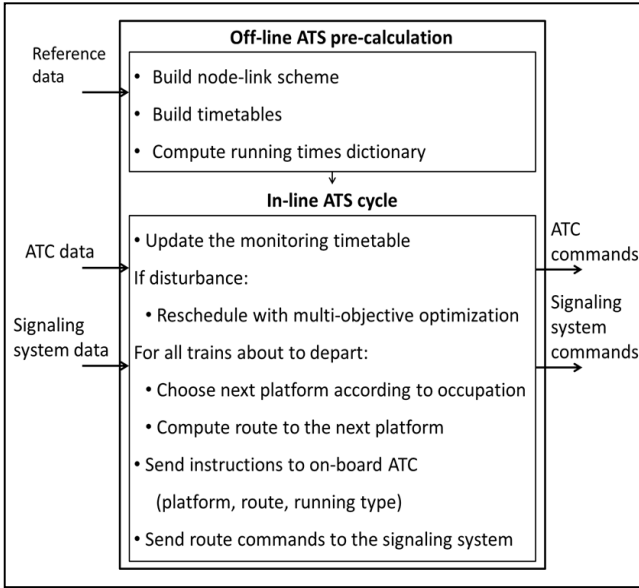 Off-line ATS pre-calculation
Reference
data
• Build node-link scheme
• Build timetables
• Compute running times dictionary
In-line ATS cycle
• Update the monitoring timetable
ATC data
If disturbance:
• Reschedule with multi-objective optimization
Signaling
system data
For all trains about to depart:
• Choose next platform according to occupation
• Compute route to the next platform
• Send instructions to on-board ATC
(platform, route, running type)
• Send route commands to the signaling system
ATC
commands
Signaling
system
commands